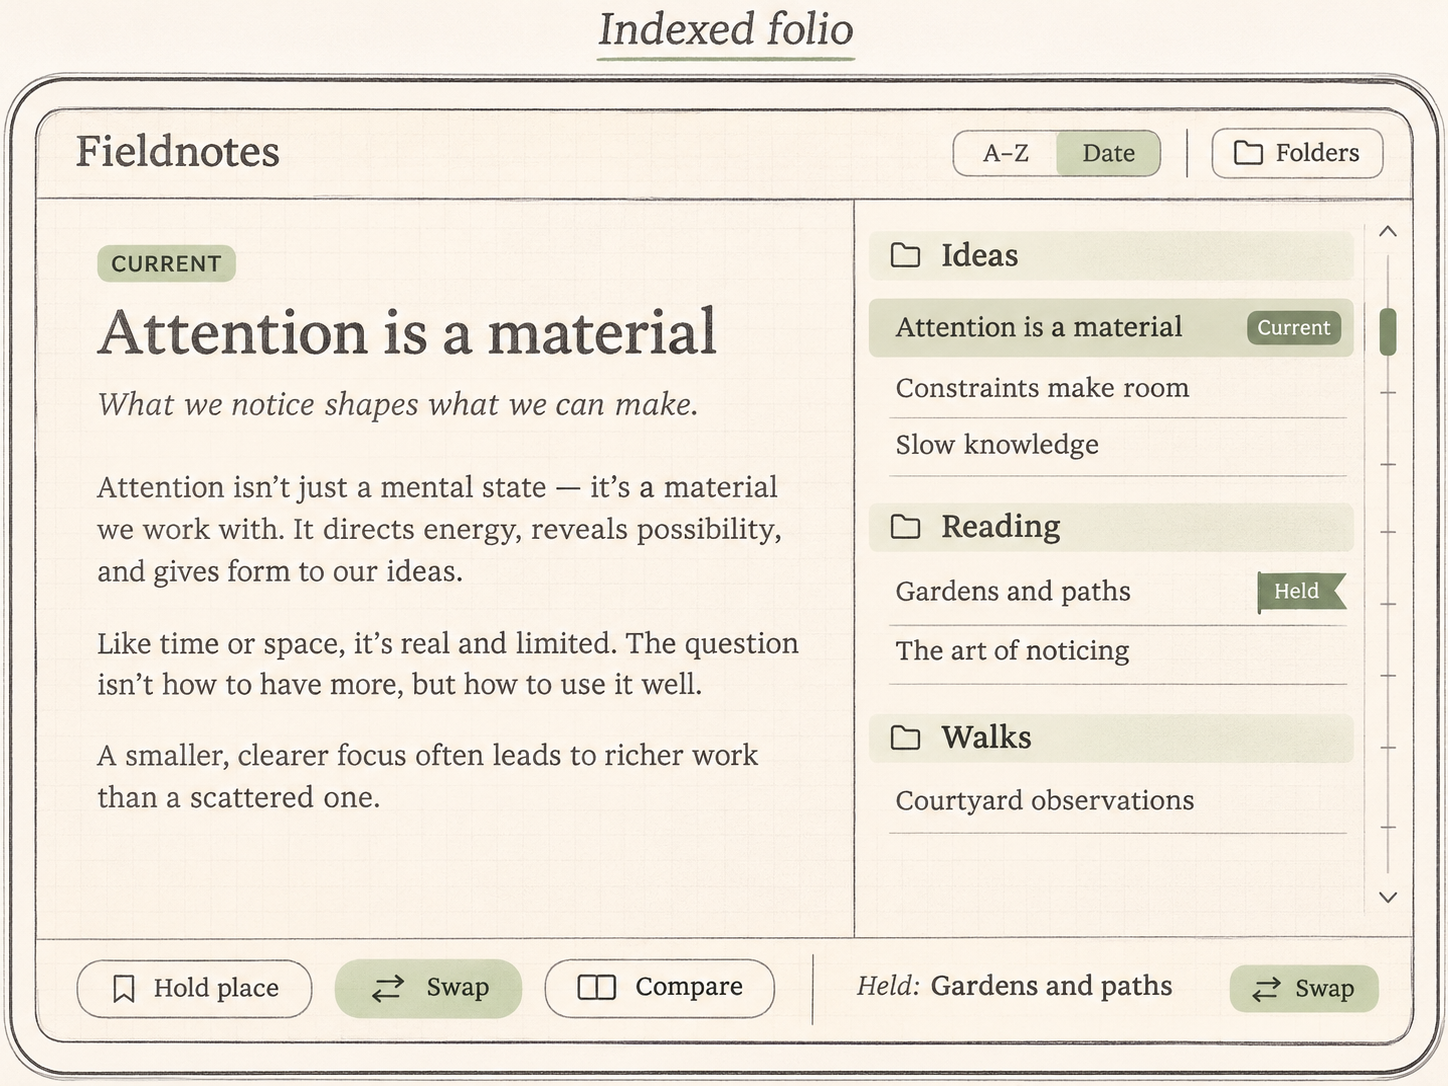 Indexed folio
Fieldnotes
A–Z
Date
Folders
CURRENT
Attention is a material
What we notice shapes what we can make.
Attention isn’t just a mental state — it’s a material
we work with. It directs energy, reveals possibility,
and gives form to our ideas.
Like time or space, it’s real and limited. The question
isn’t how to have more, but how to use it well.
A smaller, clearer focus often leads to richer work
than a scattered one.
Ideas
Attention is a material
Current
Constraints make room
Slow knowledge
Reading
Gardens and paths
Held
The art of noticing
Walks
Courtyard observations
Hold place
Swap
Compare
Held: Gardens and paths
Swap